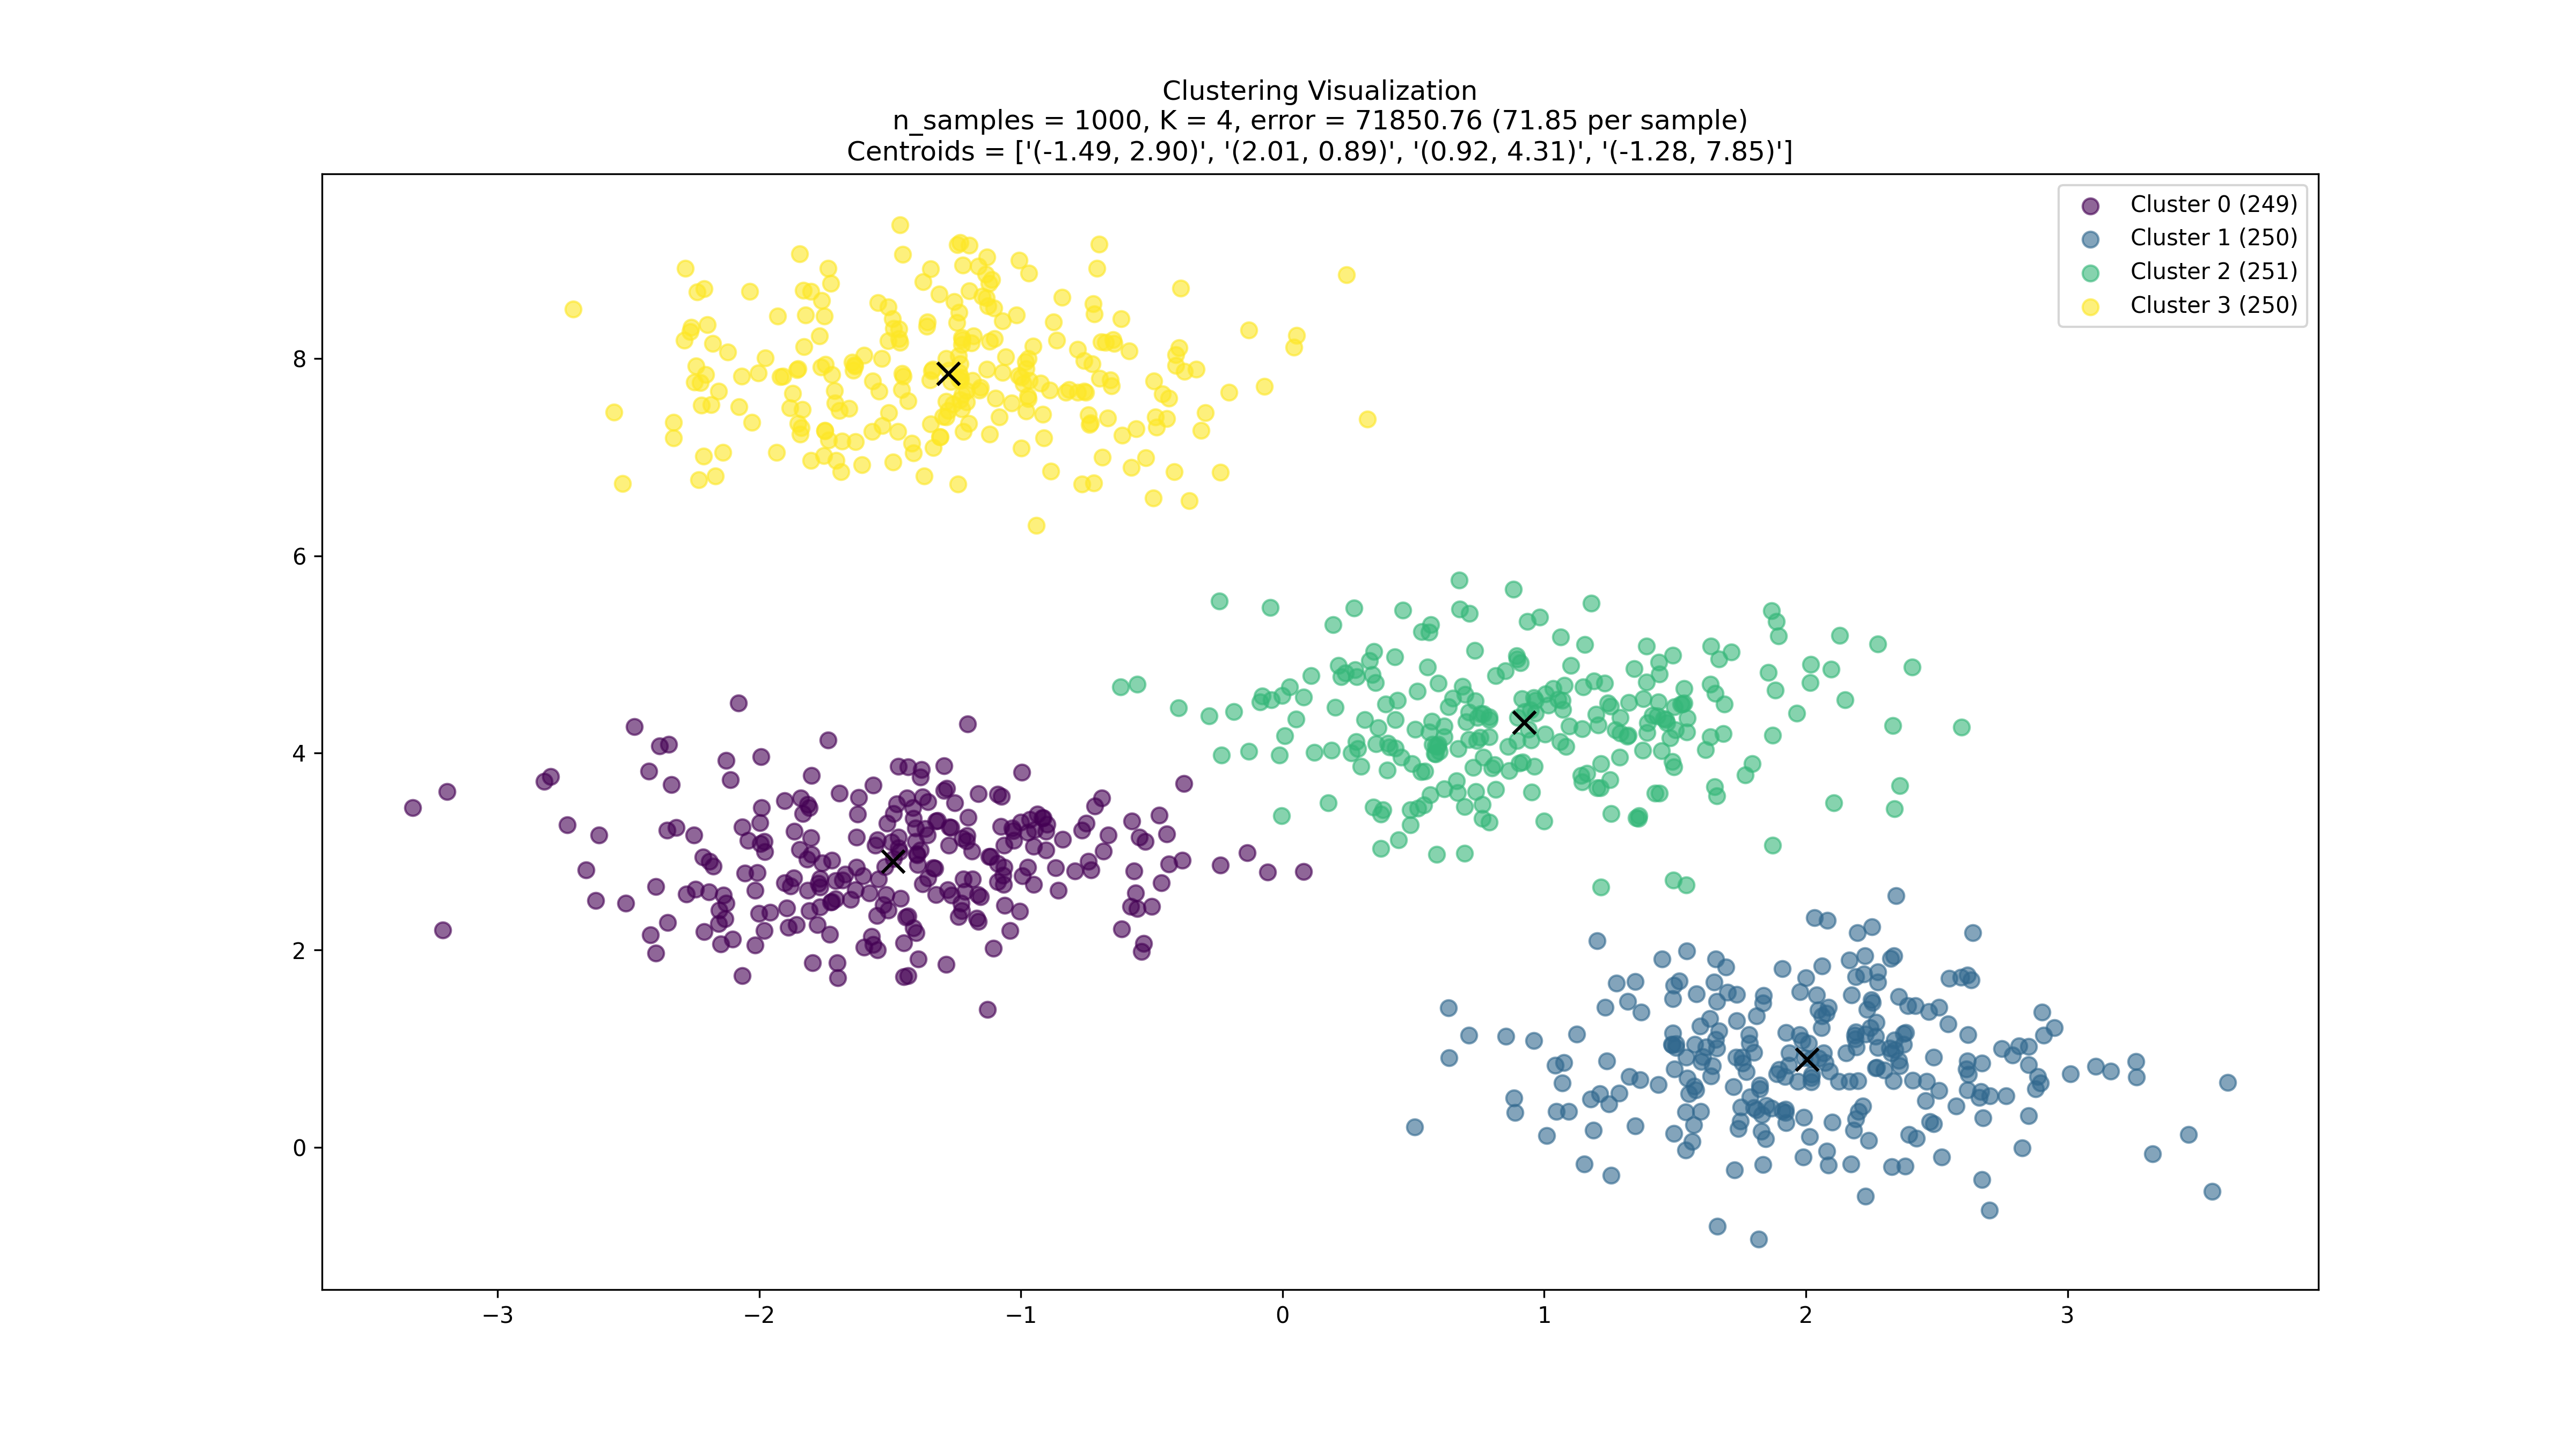 Clustering Visualization
n_samples = 1000, K = 4, error = 71850.76 (71.85 per sample)
Centroids = ['(-1.49, 2.90)', '(2.01, 0.89)', '(0.92, 4.31)', '(-1.28, 7.85)']
Cluster 0 (249)
Cluster 1 (250)
Cluster 2 (251)
Cluster 3 (250)
8
6
4
2
0
−3 −2 −1 0 1 2 3